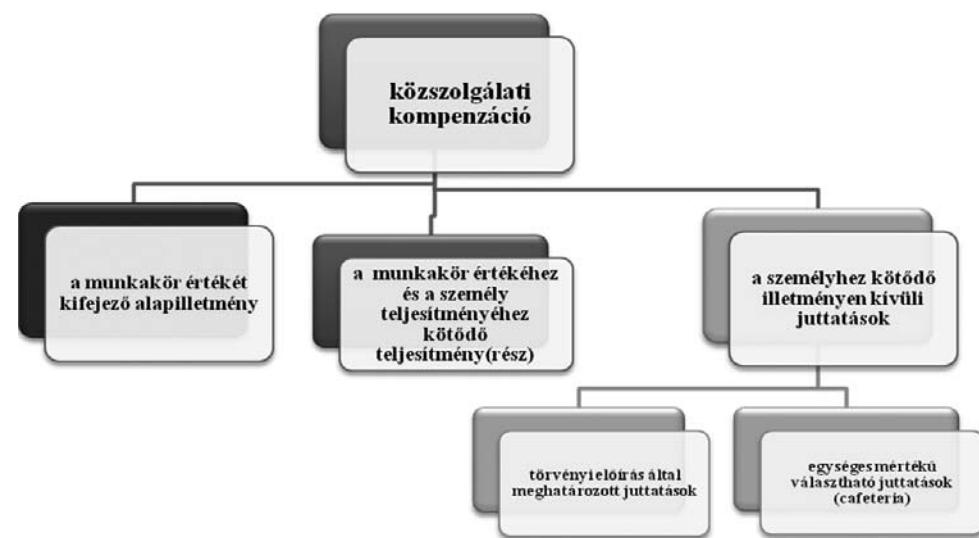 közszolgálati
kompenzáció
a munkakör értékét
kifejező alapilletmény
a munkakör értékéhez
és a személy
teljesítményéhez
kötődő
teljesítmény(rész)
a személyhez kötődő
illetményen kívüli
juttatások
törvényi előírás által
meghatározott juttatások
egységes mértékű
választható juttatások
(cafeteria)